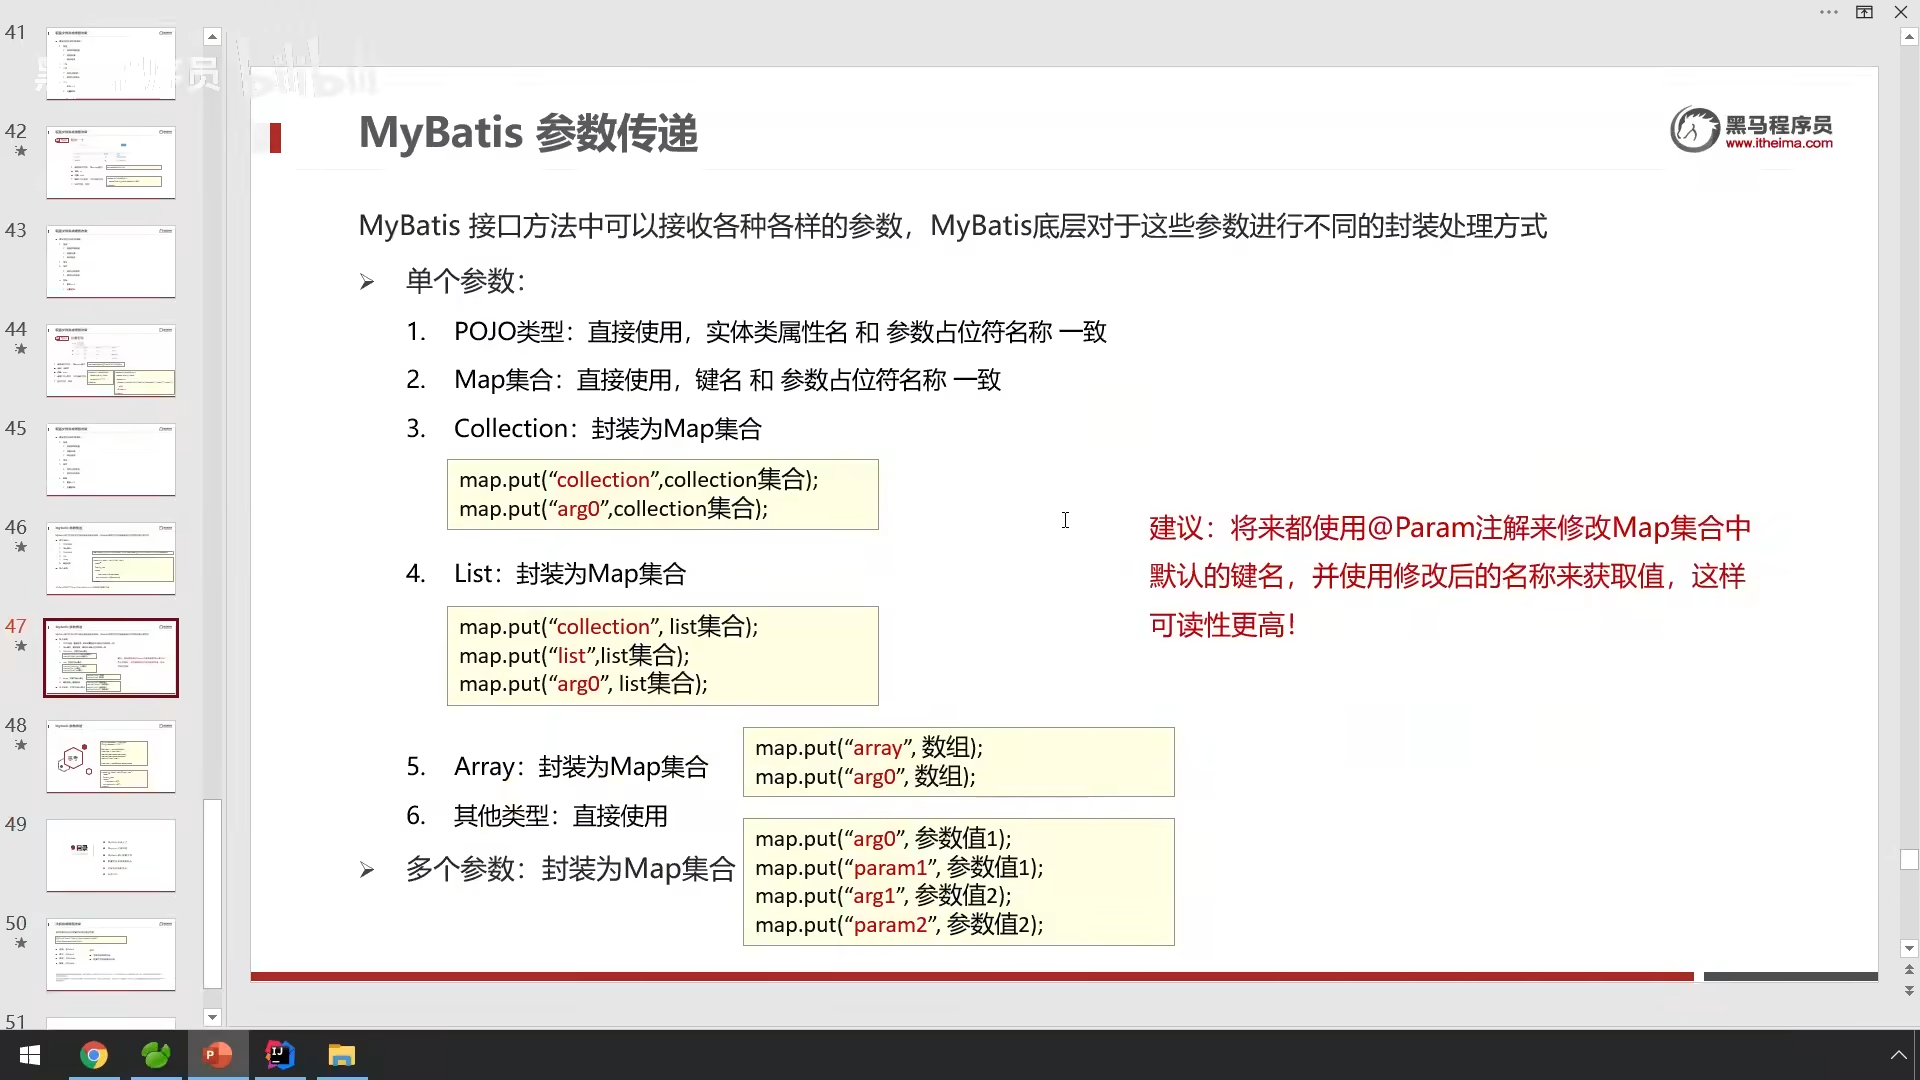 41
42
43
44
45
46
47
48
49
50
51
MyBatis 参数传递
黑马程序员
www.itheima.com
MyBatis 接口方法中可以接收各种各样的参数，MyBatis底层对于这些参数进行不同的封装处理方式
➢ 单个参数：
1. POJO类型：直接使用，实体类属性名 和 参数占位符名称 一致
2. Map集合：直接使用，键名 和 参数占位符名称 一致
3. Collection：封装为Map集合
map.put(“collection”,collection集合);
map.put(“arg0”,collection集合);
4. List：封装为Map集合
map.put(“collection”, list集合);
map.put(“list”,list集合);
map.put(“arg0”, list集合);
5. Array：封装为Map集合
map.put(“array”, 数组);
map.put(“arg0”, 数组);
6. 其他类型：直接使用
➢ 多个参数：封装为Map集合
map.put(“arg0”, 参数值1);
map.put(“param1”, 参数值1);
map.put(“arg1”, 参数值2);
map.put(“param2”, 参数值2);
建议：将来都使用@Param注解来修改Map集合中
默认的键名，并使用修改后的名称来获取值，这样
可读性更高！